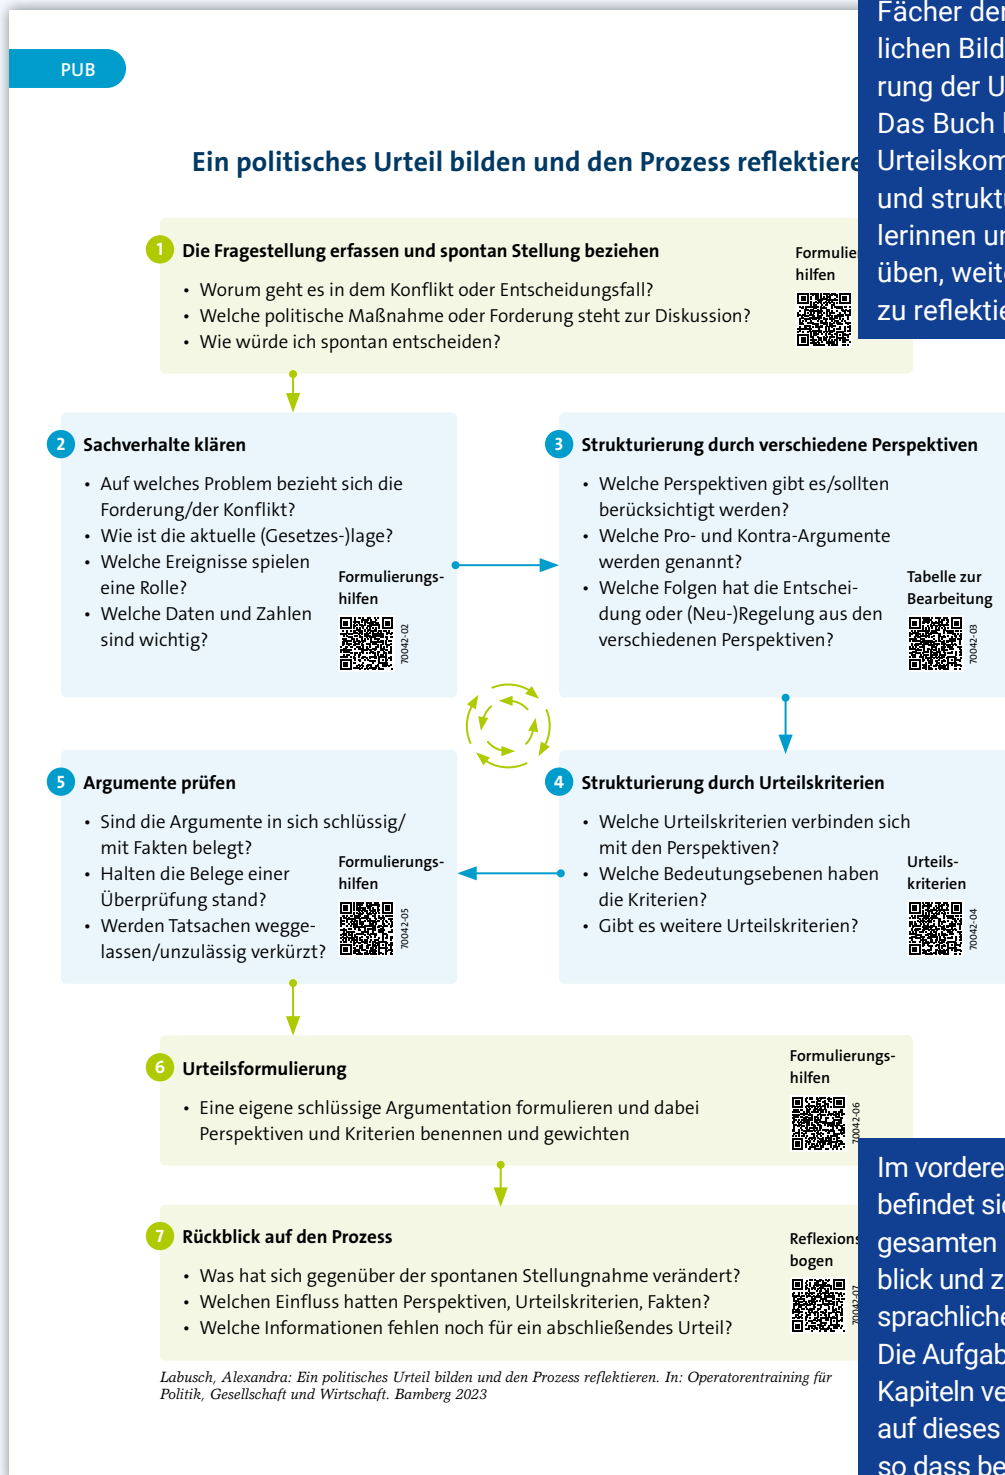 PUB
Ein politisches Urteil bilden und den Prozess reflektiere
1 Die Fragestellung erfassen und spontan Stellung beziehen
• Worum geht es in dem Konflikt oder Entscheidungsfall?
• Welche politische Maßnahme oder Forderung steht zur Diskussion?
• Wie würde ich spontan entscheiden?
Formulie
hilfen
2 Sachverhalte klären
• Auf welches Problem bezieht sich die
Forderung/der Konflikt?
• Wie ist die aktuelle (Gesetzes-)lage?
• Welche Ereignisse spielen
eine Rolle?
• Welche Daten und Zahlen
sind wichtig?
Formulierungs-
hilfen
70042-02
3 Strukturierung durch verschiedene Perspektiven
• Welche Perspektiven gibt es/sollten
berücksichtigt werden?
• Welche Pro- und Kontra-Argumente
werden genannt?
• Welche Folgen hat die Entschei-
dung oder (Neu-)Regelung aus den
verschiedenen Perspektiven?
Tabelle zur
Bearbeitung
70042-03
5 Argumente prüfen
• Sind die Argumente in sich schlüssig/
mit Fakten belegt?
• Halten die Belege einer
Überprüfung stand?
• Werden Tatsachen wegge-
lassen/unzulässig verkürzt?
Formulierungs-
hilfen
70042-05
4 Strukturierung durch Urteilskriterien
• Welche Urteilskriterien verbinden sich
mit den Perspektiven?
• Welche Bedeutungsebenen haben
die Kriterien?
• Gibt es weitere Urteilskriterien?
Urteils-
kriterien
70042-04
6 Urteilsformulierung
• Eine eigene schlüssige Argumentation formulieren und dabei
Perspektiven und Kriterien benennen und gewichten
Formulierungs-
hilfen
70042-06
7 Rückblick auf den Prozess
• Was hat sich gegenüber der spontanen Stellungnahme verändert?
• Welchen Einfluss hatten Perspektiven, Urteilskriterien, Fakten?
• Welche Informationen fehlen noch für ein abschließendes Urteil?
Reflexions
bogen
70042-07
Labusch, Alexandra: Ein politisches Urteil bilden und den Prozess reflektieren. In: Operatorentraining für
Politik, Gesellschaft und Wirtschaft. Bamberg 2023
Fächer der
lichen Bild
rung der U
Das Buch
Urteilskom
und strukt
lerinnen u
üben, weit
zu reflektie
Im vordere
befindet si
gesamten
blick und z
sprachliche
Die Aufgab
Kapiteln ve
auf dieses
so dass be